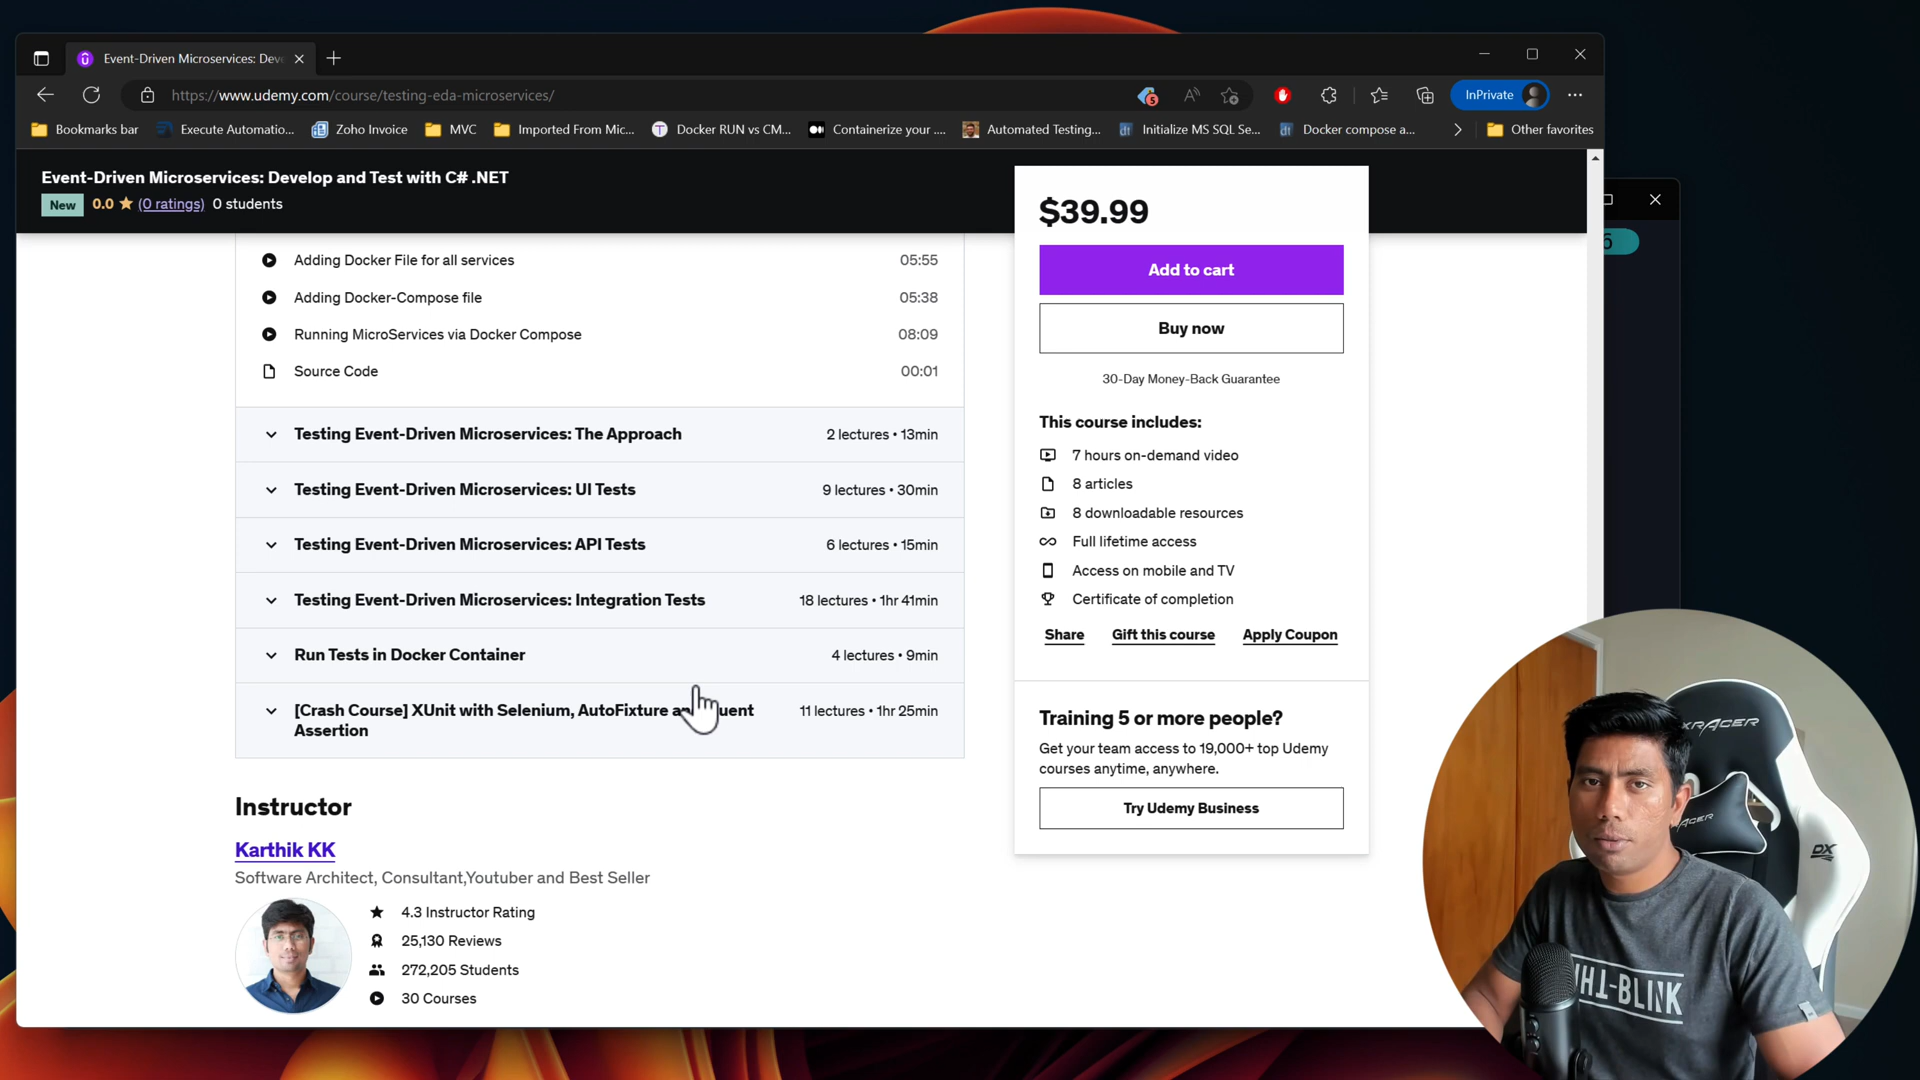 Event-Driven Microservices: Deve
https://www.udemy.com/course/testing-eda-microservices/
5
A
InPrivate
Bookmarks bar
Execute Automatio...
Zoho Invoice
MVC
Imported From Mic...
Docker RUN vs CM...
Containerize your ....
Automated Testing...
dt
Initialize MS SQL Se...
dt
Docker compose a...
Other favorites
Event-Driven Microservices: Develop and Test with C# .NET
New 0.0 (0 ratings) 0 students
Adding Docker File for all services 05:55
Adding Docker-Compose file 05:38
Running MicroServices via Docker Compose 08:09
Source Code 00:01
Testing Event-Driven Microservices: The Approach 2 lectures • 13min
Testing Event-Driven Microservices: UI Tests 9 lectures • 30min
Testing Event-Driven Microservices: API Tests 6 lectures • 15min
Testing Event-Driven Microservices: Integration Tests 18 lectures • 1hr 41min
Run Tests in Docker Container 4 lectures • 9min
[Crash Course] XUnit with Selenium, AutoFixture a uent 11 lectures • 1hr 25min
Assertion
Instructor
Karthik KK
Software Architect, Consultant,Youtuber and Best Seller
4.3 Instructor Rating
25,130 Reviews
272,205 Students
30 Courses
$39.99
Add to cart
Buy now
30-Day Money-Back Guarantee
This course includes:
7 hours on-demand video
8 articles
8 downloadable resources
Full lifetime access
Access on mobile and TV
Certificate of completion
Share Gift this course Apply Coupon
Training 5 or more people?
Get your team access to 19,000+ top Udemy
courses anytime, anywhere.
Try Udemy Business
6
XRACER
ACER
DX
-BLINK